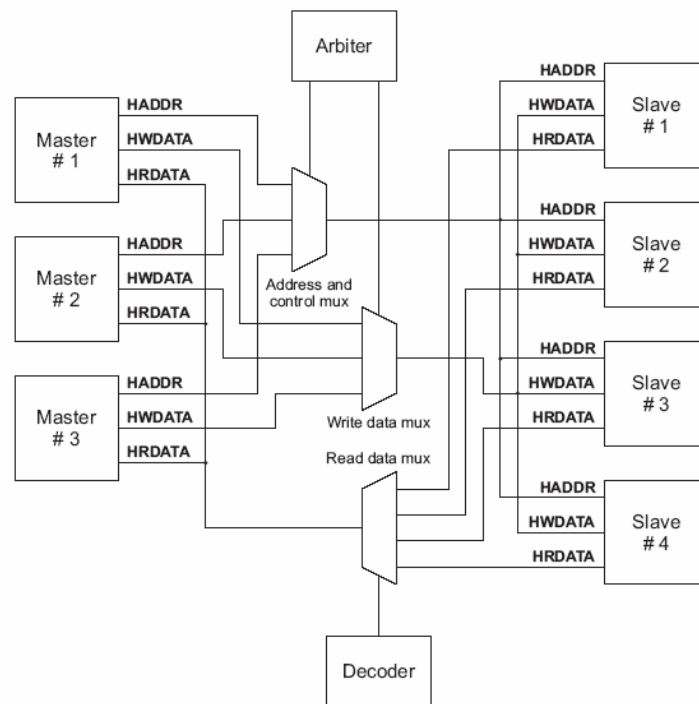 Arbiter
Master
# 1
HADDR
HWDATA
HRDATA
Master
# 2
HADDR
HWDATA
HRDATA
Master
# 3
HADDR
HWDATA
HRDATA
Address and
control mux
Write data mux
Read data mux
Decoder
HADDR
HWDATA
HRDATA
Slave
# 1
HADDR
HWDATA
HRDATA
Slave
# 2
HADDR
HWDATA
HRDATA
Slave
# 3
HADDR
HWDATA
HRDATA
Slave
# 4